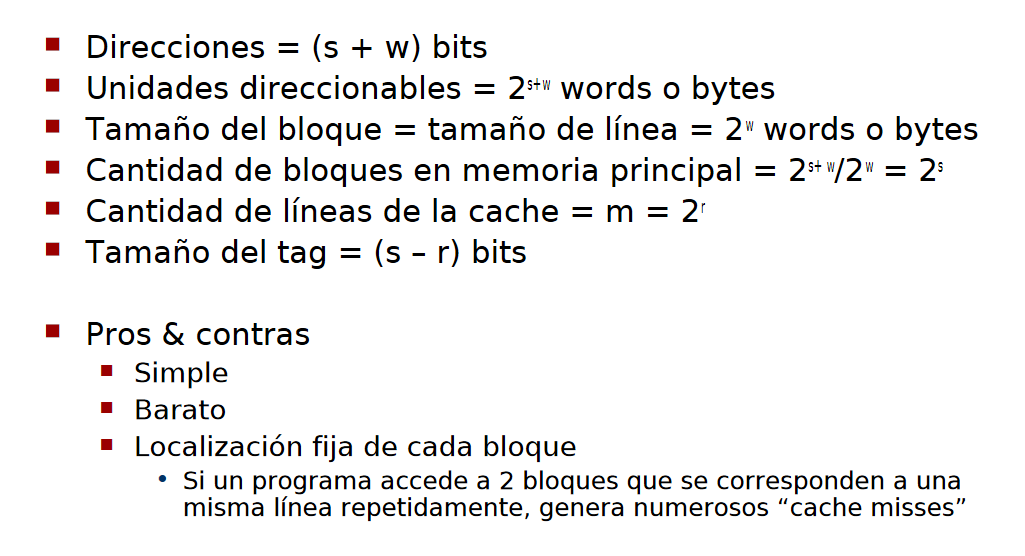 Direcciones = (s + w) bits
Unidades direccionables = 2^s+w words o bytes
Tamaño del bloque = tamaño de línea = 2^w words o bytes
Cantidad de bloques en memoria principal = 2^s+ w/2^w = 2^s
Cantidad de líneas de la cache = m = 2^r
Tamaño del tag = (s – r) bits
Pros & contras
Simple
Barato
Localización fija de cada bloque
Si un programa accede a 2 bloques que se corresponden a una
misma línea repetidamente, genera numerosos “cache misses”